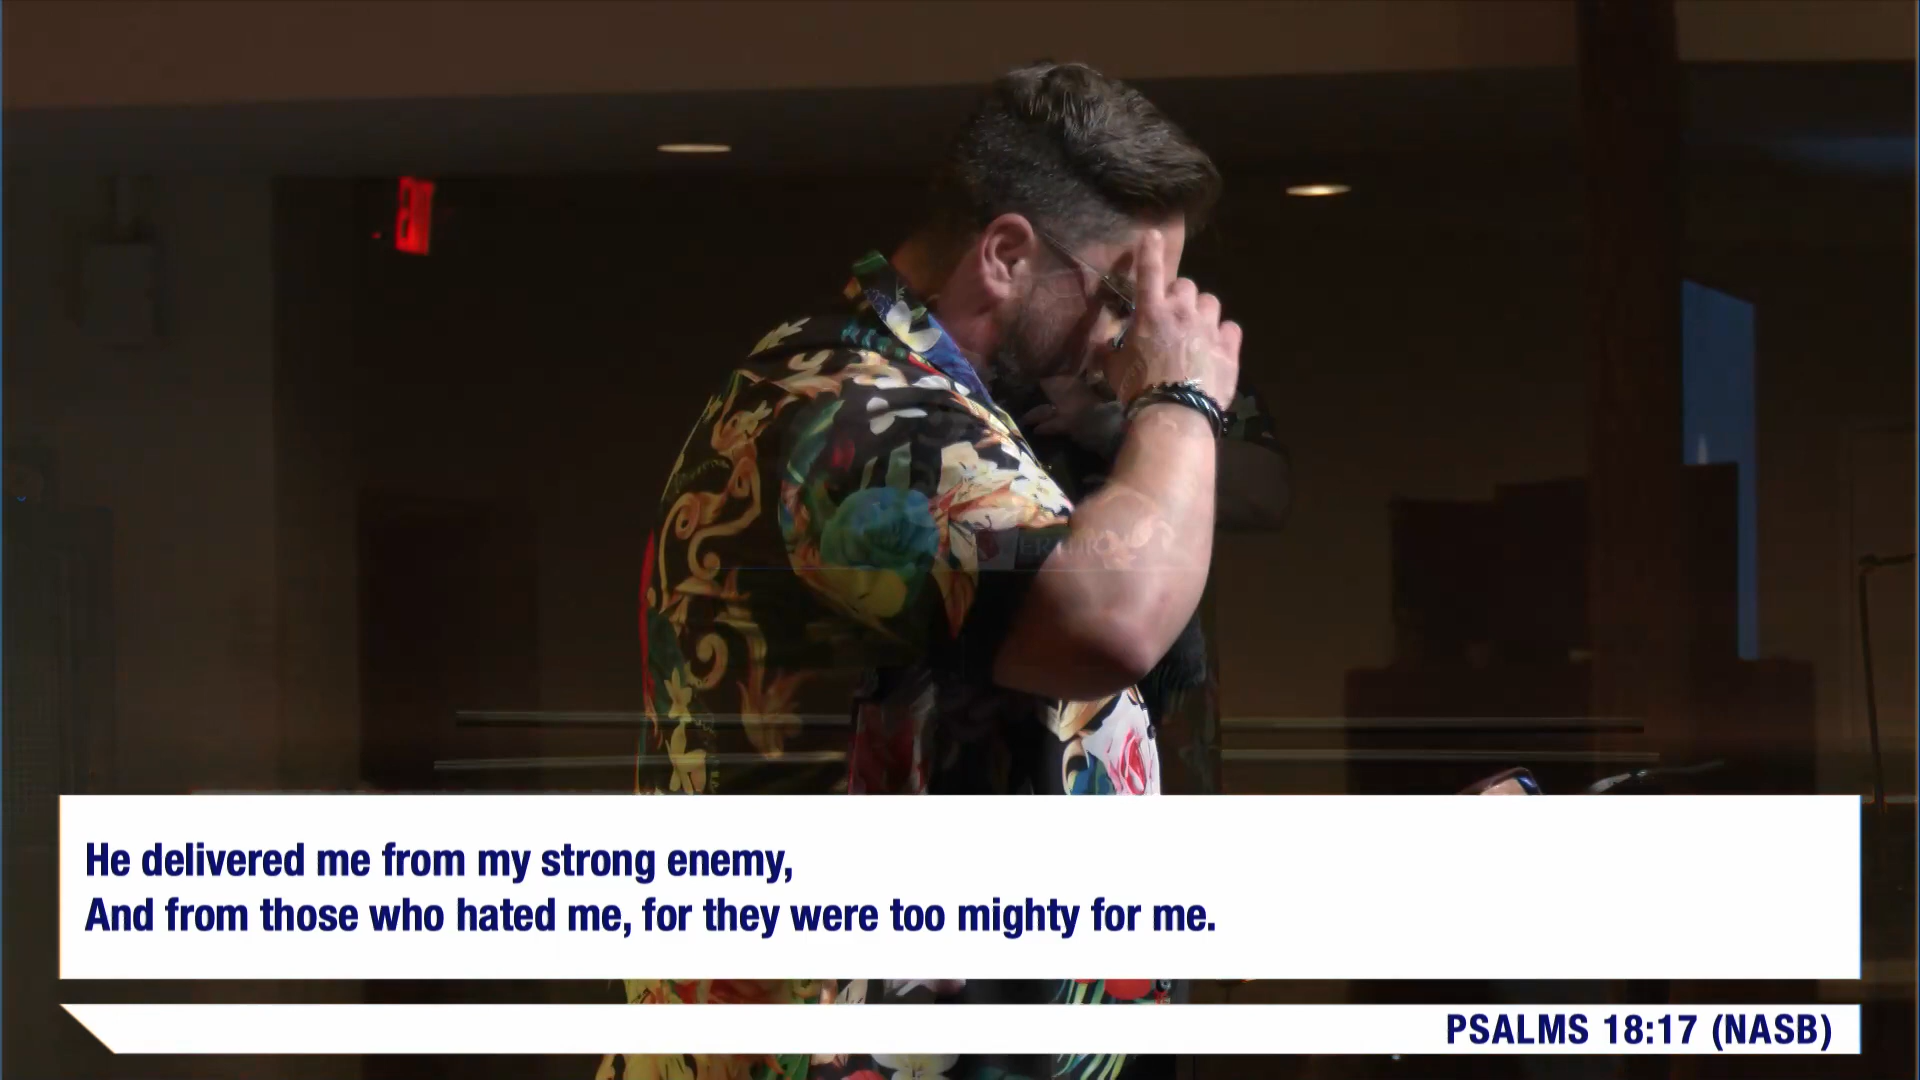 He delivered me from my strong enemy,
And from those who hated me, for they were too mighty for me.
PSALMS 18:17 (NASB)